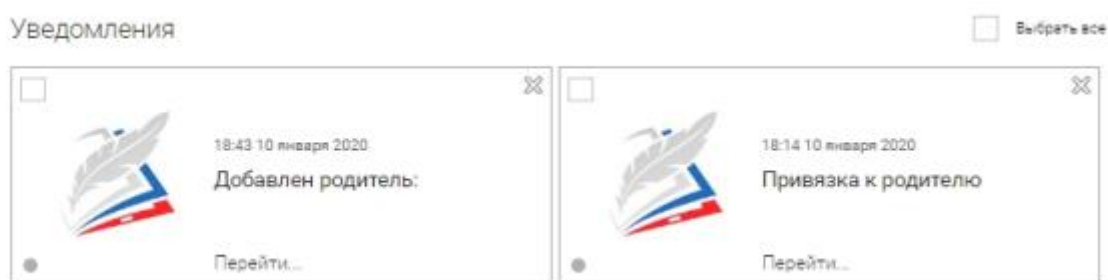 Уведомления
Выбрать все
18:43 10 января 2020
Добавлен родитель:
Перейти...
18:14 10 января 2020
Привязка к родителю
Перейти...